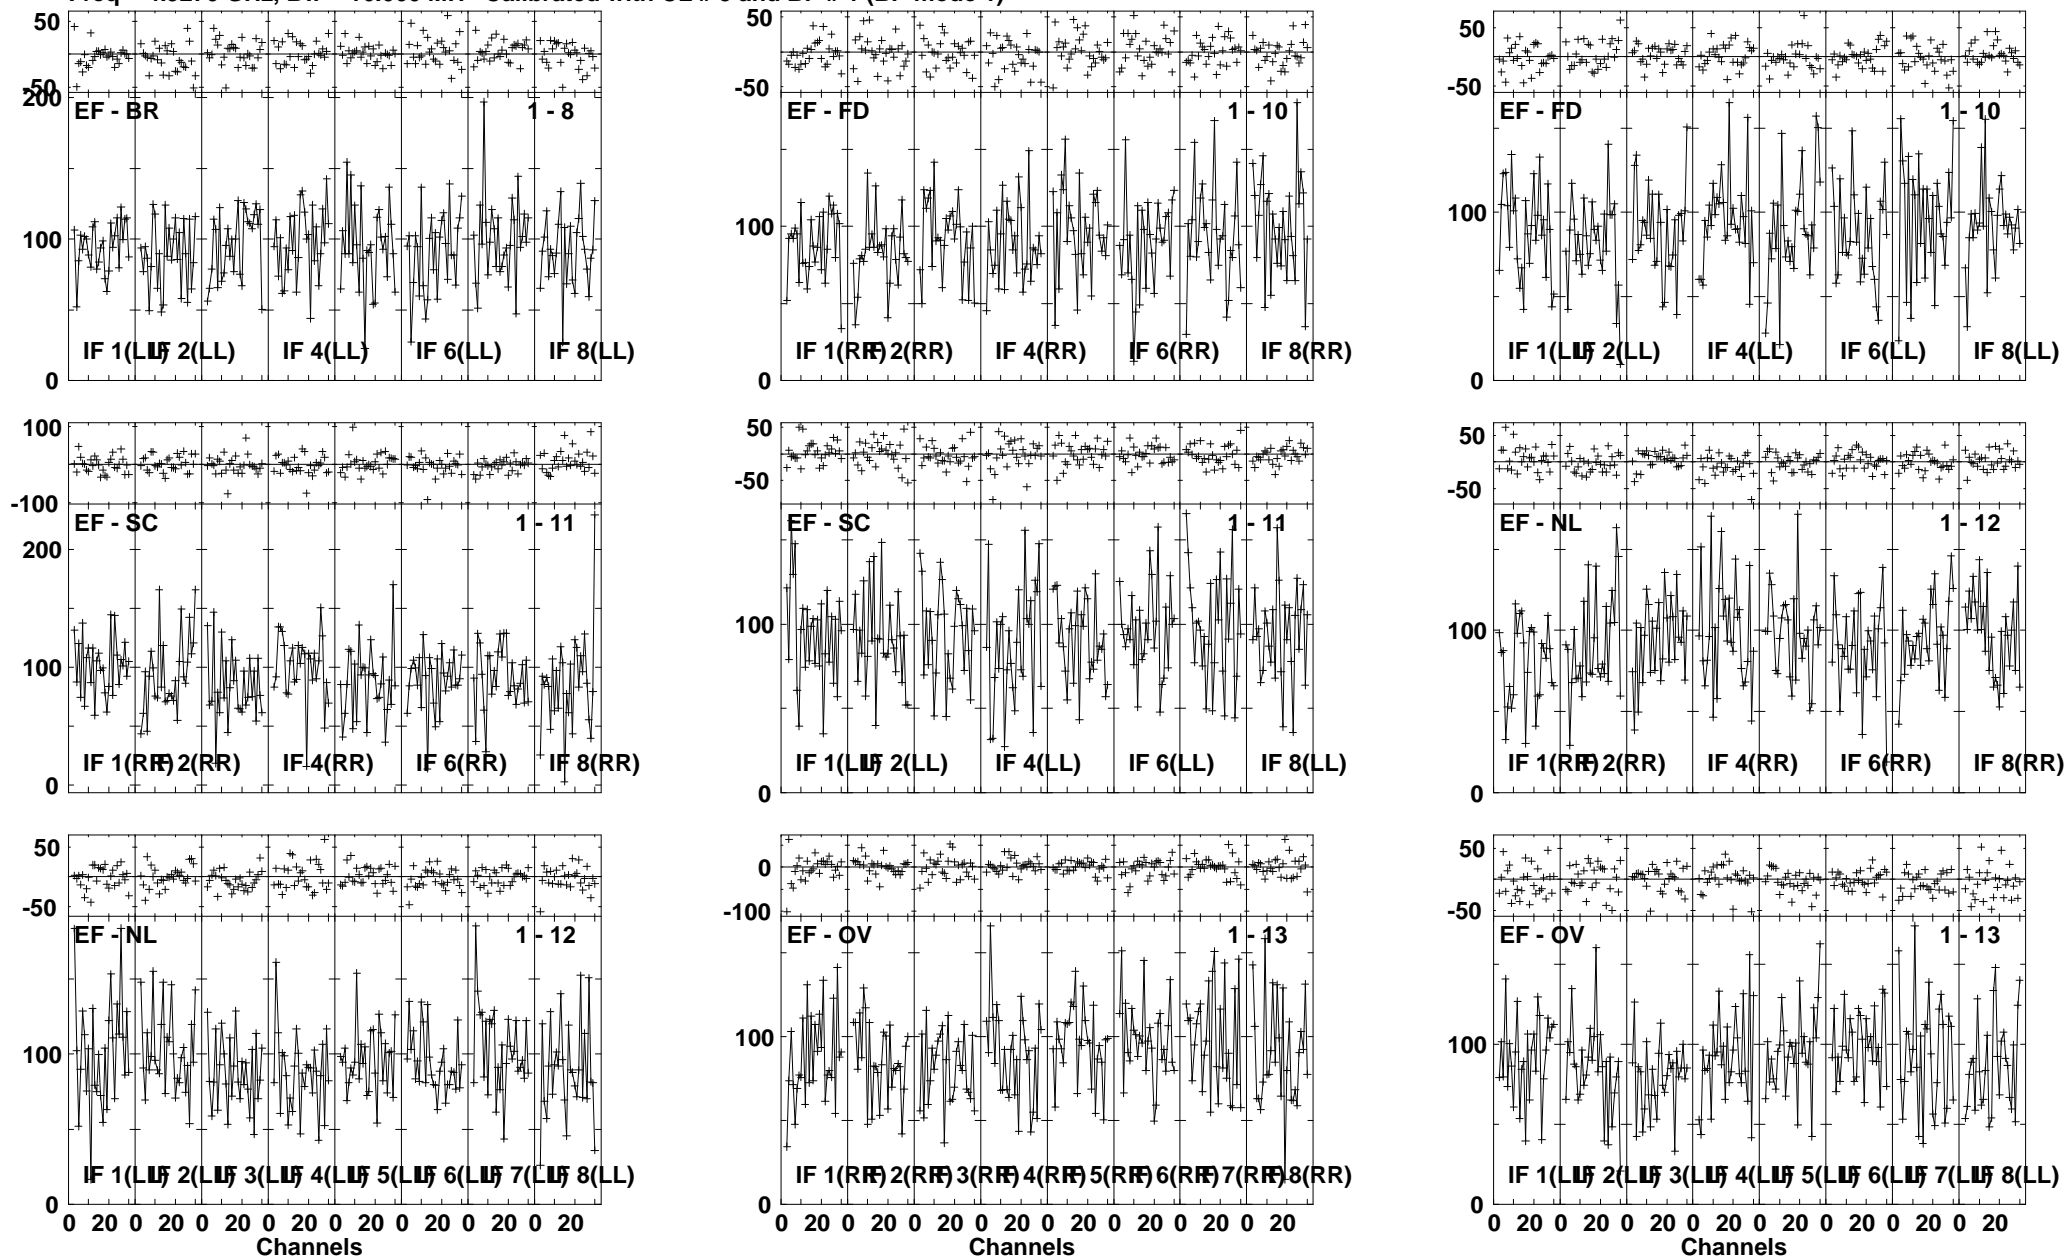 50
-50
200
EF - BR 1 - 8
100
IF 1(LL) IF 2(LL) IF 4(LL) IF 6(LL) IF 8(LL)
0
50
0
-50
EF - FD 1 - 10
100
IF 1(RR) IF 2(RR) IF 4(RR) IF 6(RR) IF 8(RR)
0
50
0
-50
EF - FD 1 - 10
100
IF 1(LL) IF 2(LL) IF 4(LL) IF 6(LL) IF 8(LL)
0
100
-100
EF - SC 1 - 11
200
100
IF 1(RR) IF 2(RR) IF 4(RR) IF 6(RR) IF 8(RR)
0
50
-50
EF - SC 1 - 11
100
IF 1(LL) IF 2(LL) IF 4(LL) IF 6(LL) IF 8(LL)
0
50
-50
EF - NL 1 - 12
100
IF 1(RR) IF 2(RR) IF 4(RR) IF 6(RR) IF 8(RR)
0
50
-50
EF - NL 1 - 12
100
IF 1(LL) IF 2(LL) IF 3(LL) IF 4(LL) IF 5(LL) IF 6(LL) IF 7(LL) IF 8(LL)
0
0 20 0 20 0 20 0 20 0 20 0 20 0 20 0 20
Channels
0
-100
EF - OV 1 - 13
100
IF 1(RR) IF 2(RR) IF 3(RR) IF 4(RR) IF 5(RR) IF 6(RR) IF 7(RR) IF 8(RR)
0
0 20 0 20 0 20 0 20 0 20 0 20 0 20 0 20
Channels
50
-50
EF - OV 1 - 13
100
IF 1(LL) IF 2(LL) IF 3(LL) IF 4(LL) IF 5(LL) IF 6(LL) IF 7(LL) IF 8(LL)
0
0 20 0 20 0 20 0 20 0 20 0 20 0 20 0 20
Channels